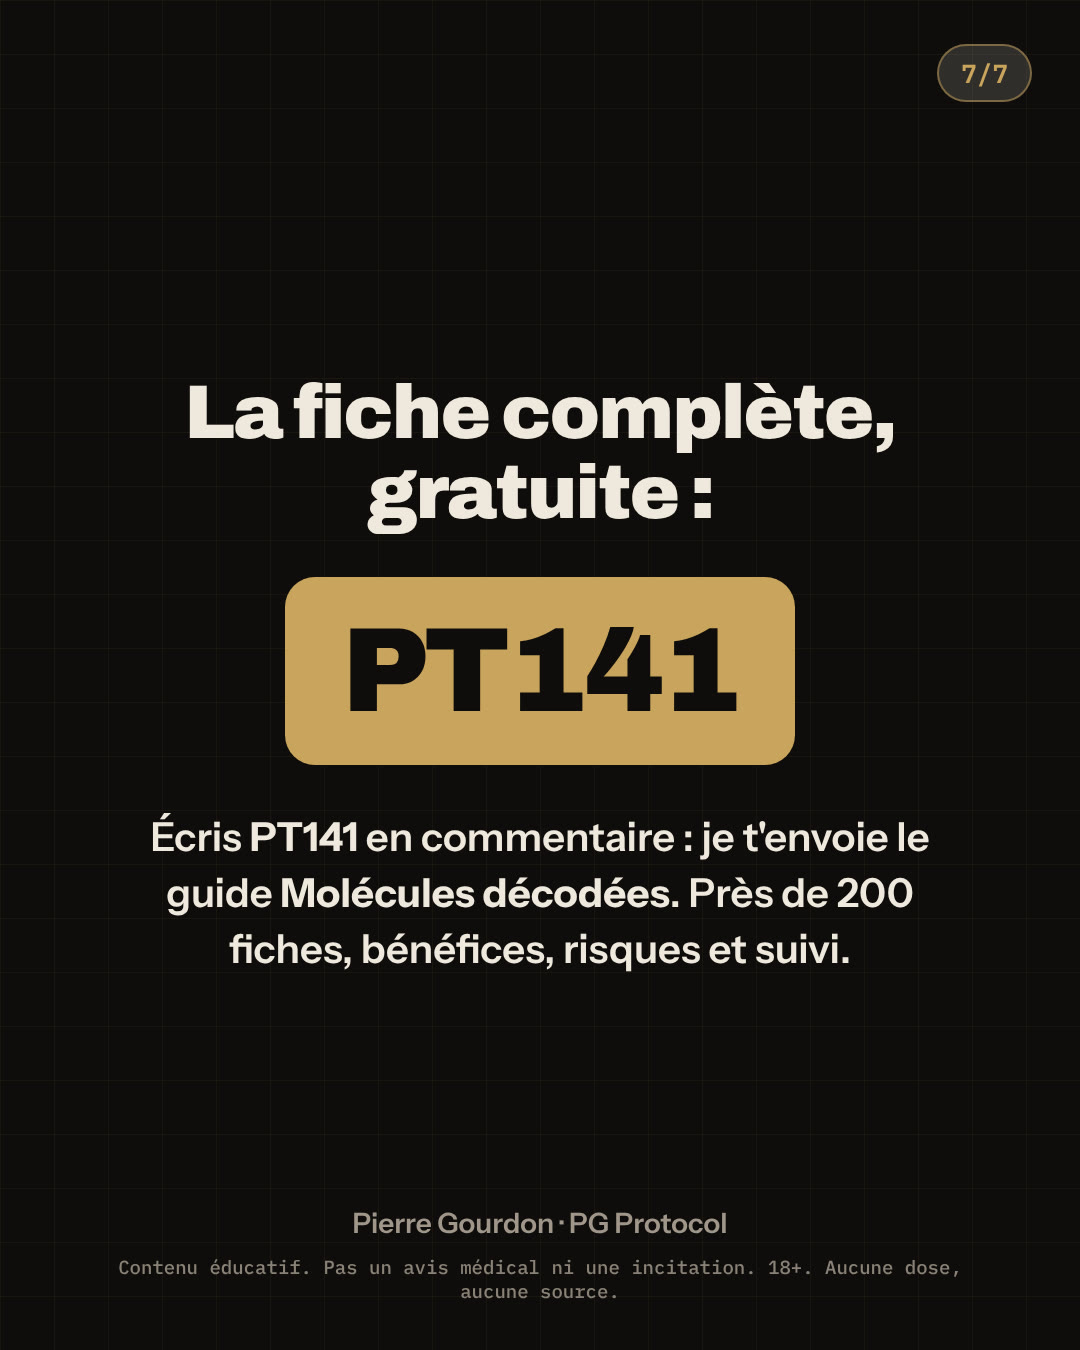 7/7
La fiche complète,
gratuite :
PT141
Écris PT141 en commentaire : je t'envoie le
guide Molécules décodées. Près de 200
fiches, bénéfices, risques et suivi.
Pierre Gourdon · PG Protocol
Contenu éducatif. Pas un avis médical ni une incitation. 18+. Aucune dose,
aucune source.